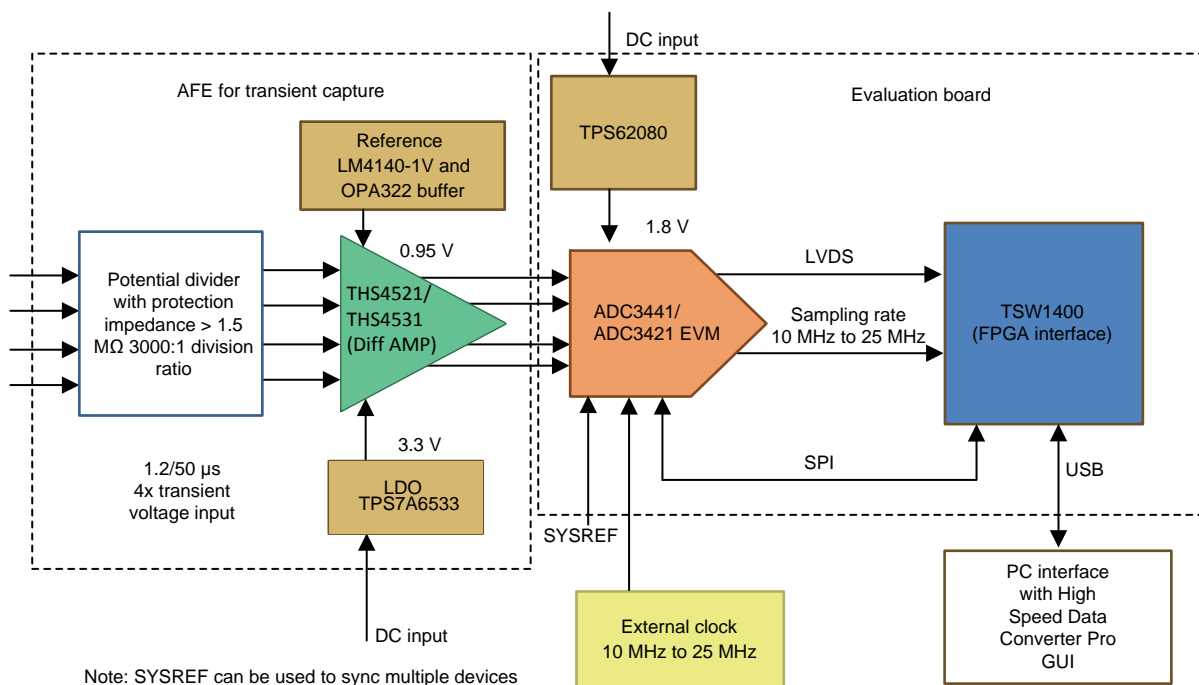 DC input
AFE for transient capture
Evaluation board
Reference
LM4140-1V and
OPA322 buffer
TPS62080
0.95 V
1.8 V
Potential divider
with protection
impedance > 1.5
MΩ 3000:1 division
ratio
THS4521/
THS4531
(Diff AMP)
ADC3441/
ADC3421 EVM
LVDS
Sampling rate
10 MHz to 25 MHz
TSW1400
(FPGA interface)
3.3 V
1.2/50 µs
4x transient
voltage input
LDO
TPS7A6533
SPI
USB
SYSREF
DC input
External clock
10 MHz to 25 MHz
PC interface
with High
Speed Data
Converter Pro
GUI
Note: SYSREF can be used to sync multiple devices